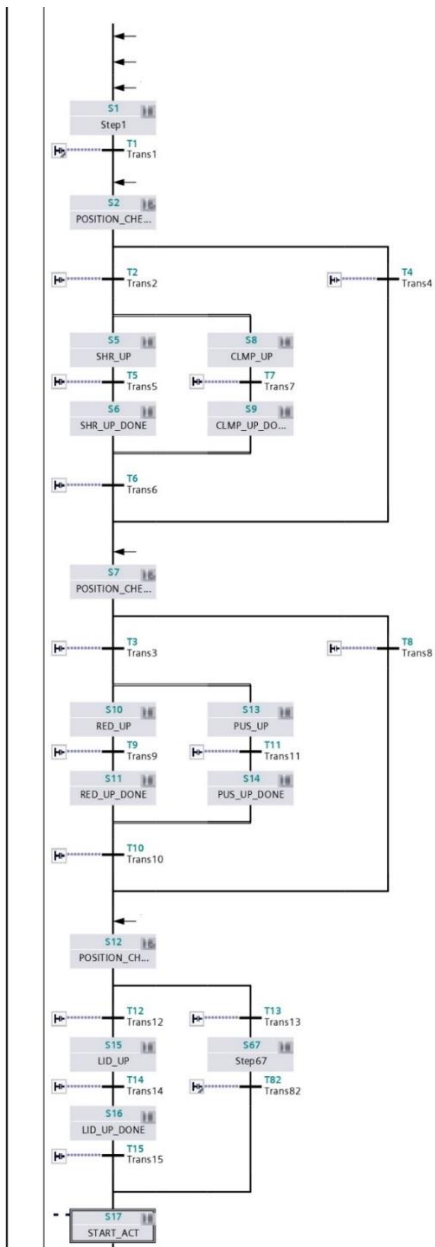 S1
Step1
T1
Trans1
S2
POSITION_CHE...
T2
Trans2
T4
Trans4
S5
SHR_UP
S8
CLMP_UP
T5
Trans5
T7
Trans7
S6
SHR_UP_DONE
S9
CLMP_UP_DO...
T6
Trans6
S7
POSITION_CHE...
T3
Trans3
T8
Trans8
S10
RED_UP
S13
PUS_UP
T9
Trans9
T11
Trans11
S11
RED_UP_DONE
S14
PUS_UP_DONE
T10
Trans10
S12
POSITION_CH...
T12
Trans12
T13
Trans13
S15
LID_UP
S67
Step67
T14
Trans14
T82
Trans82
S16
LID_UP_DONE
T15
Trans15
S17
START_ACT